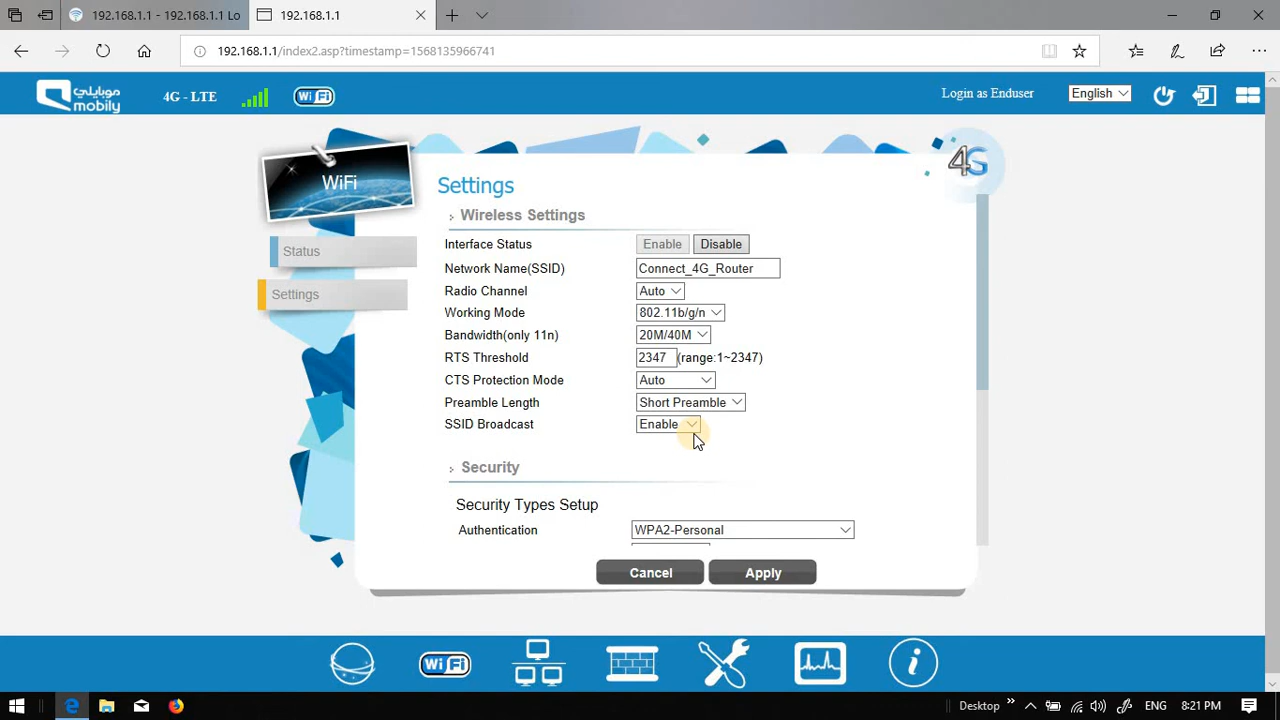 192.168.1.1 - 192.168.1.1 Lo
192.168.1.1
192.168.1.1/index2.asp?timestamp=1568135966741
موبايلي
mobily
4G - LTE
WiFi
Login as Enduser
English
WiFi
4G
Status
Settings
Settings
Wireless Settings
Interface Status Enable Disable
Network Name(SSID) Connect_4G_Router
Radio Channel Auto
Working Mode 802.11b/g/n
Bandwidth(only 11n) 20M/40M
RTS Threshold 2347 (range:1~2347)
CTS Protection Mode Auto
Preamble Length Short Preamble
SSID Broadcast Enable
Security
Security Types Setup
Authentication WPA2-Personal
Cancel Apply
WiFi
Desktop
ENG
8:21 PM